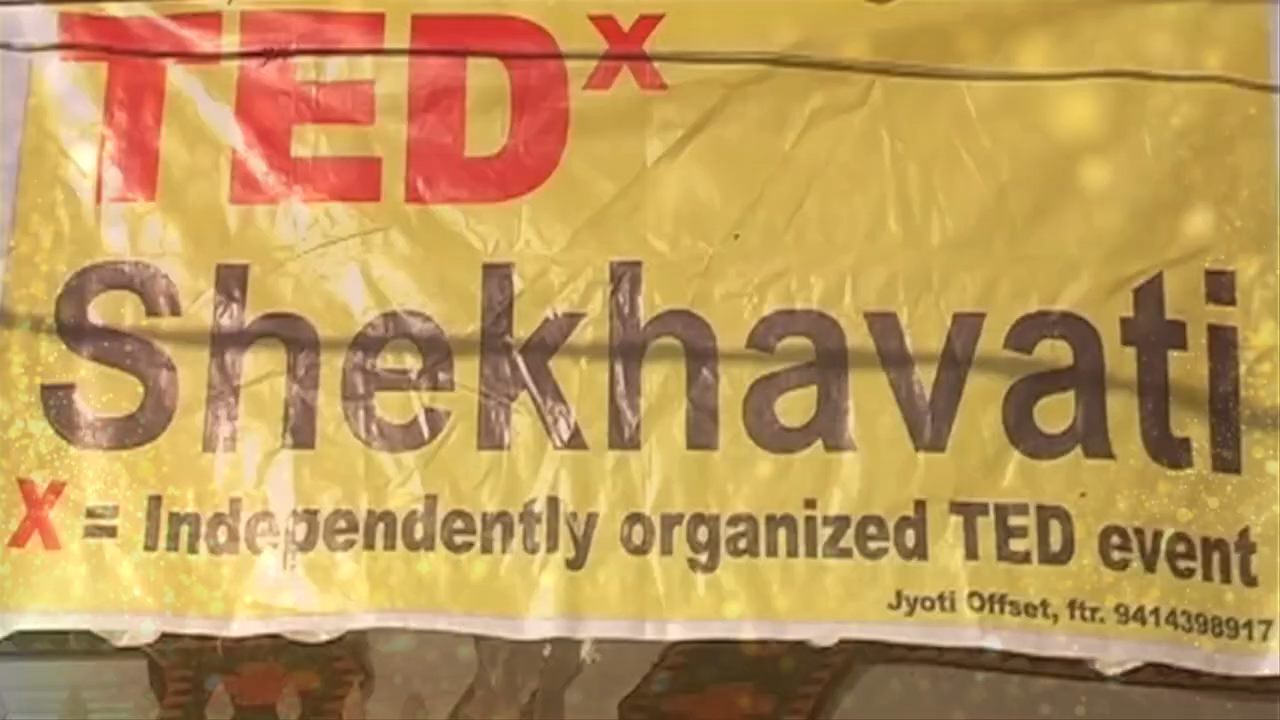 TEDx
Shekhavati
X = Independently organized TED event
Jyoti Offset, ftr. 9414398917